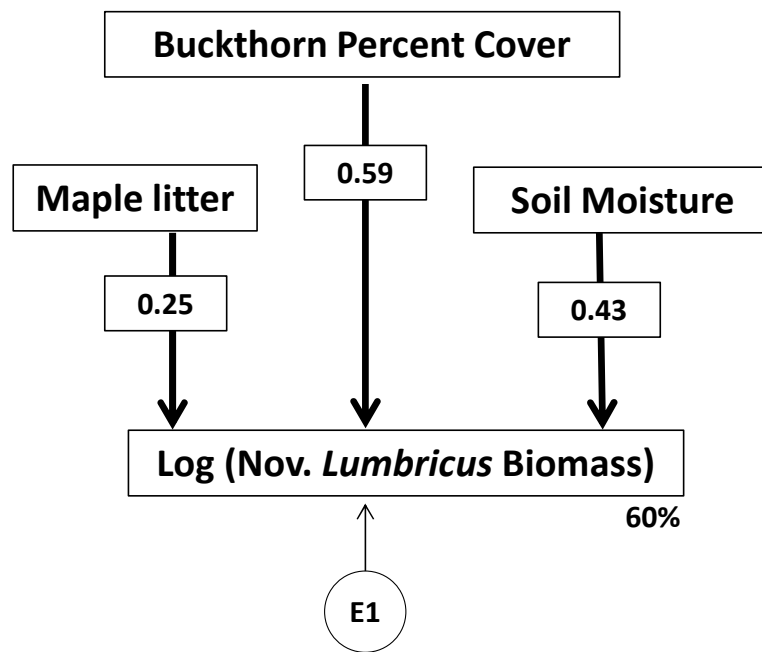 Buckthorn Percent Cover
0.59
Maple litter
Soil Moisture
0.25
0.43
Log (Nov. Lumbricus Biomass)
60%
E1